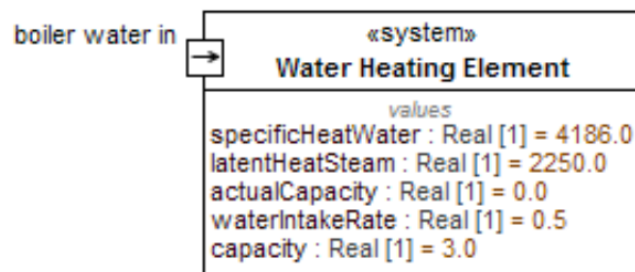 boiler water in
«system»
Water Heating Element
values
specificHeatWater : Real [1] = 4186.0
latentHeatSteam : Real [1] = 2250.0
actualCapacity : Real [1] = 0.0
waterIntakeRate : Real [1] = 0.5
capacity : Real [1] = 3.0